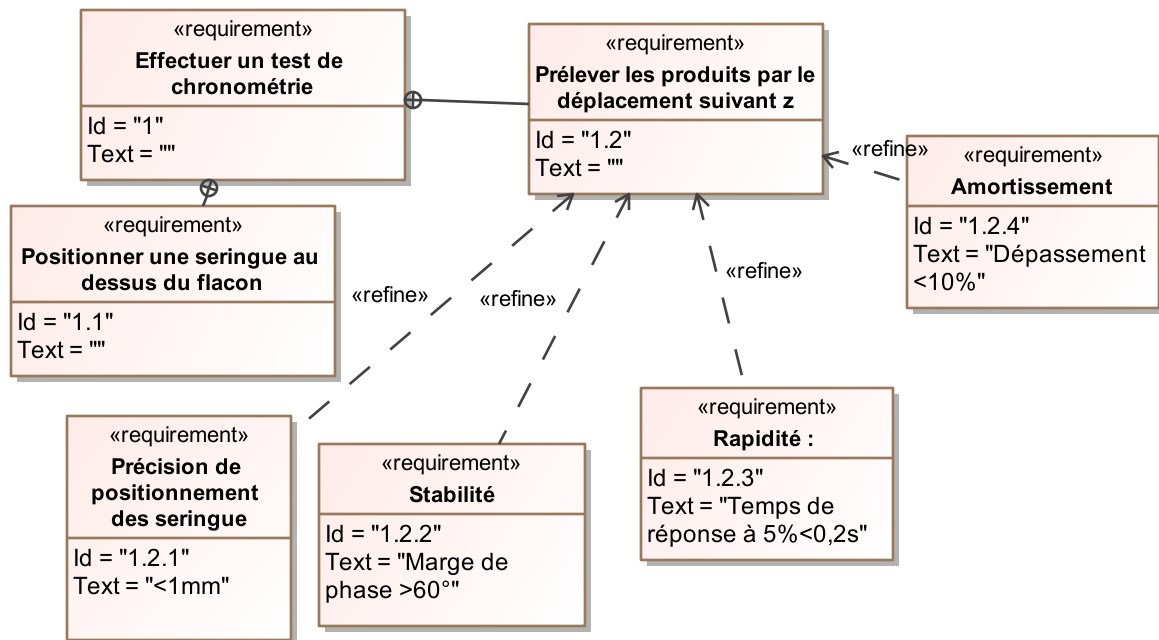 «requirement»
Effectuer un test de
chronométrie
Id = "1"
Text = ""
«requirement»
Prélever les produits par le
déplacement suivant z
Id = "1.2"
Text = ""
«refine»
«requirement»
Amortissement
Id = "1.2.4"
Text = "Dépassement
<10%"
«requirement»
Positionner une seringue au
dessus du flacon
Id = "1.1"
Text = ""
«refine»
«refine»
«refine»
«requirement»
Précision de
positionnement
des seringue
Id = "1.2.1"
Text = "<1mm"
«requirement»
Stabilité
Id = "1.2.2"
Text = "Marge de
phase >60°"
«requirement»
Rapidité :
Id = "1.2.3"
Text = "Temps de
réponse à 5%<0,2s"